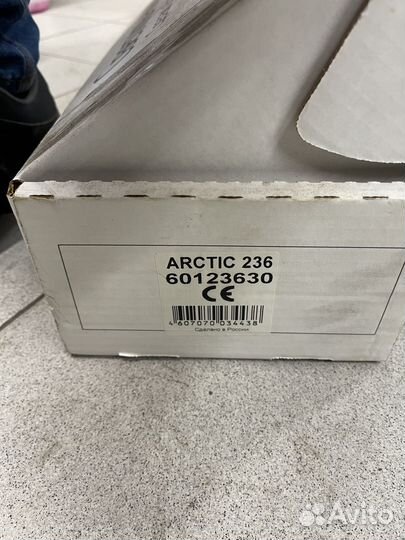 ARCTIC 236
60123630
CE
4 607070 034438
Сделано в России
Avito